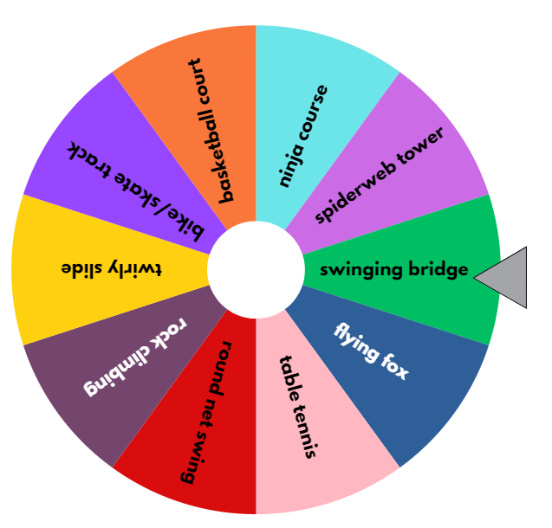 ninja course
spiderweb tower
swinging bridge
flying fox
table tennis
round net swing
rock climbing
twirly slide
bike/skate track
basketball court